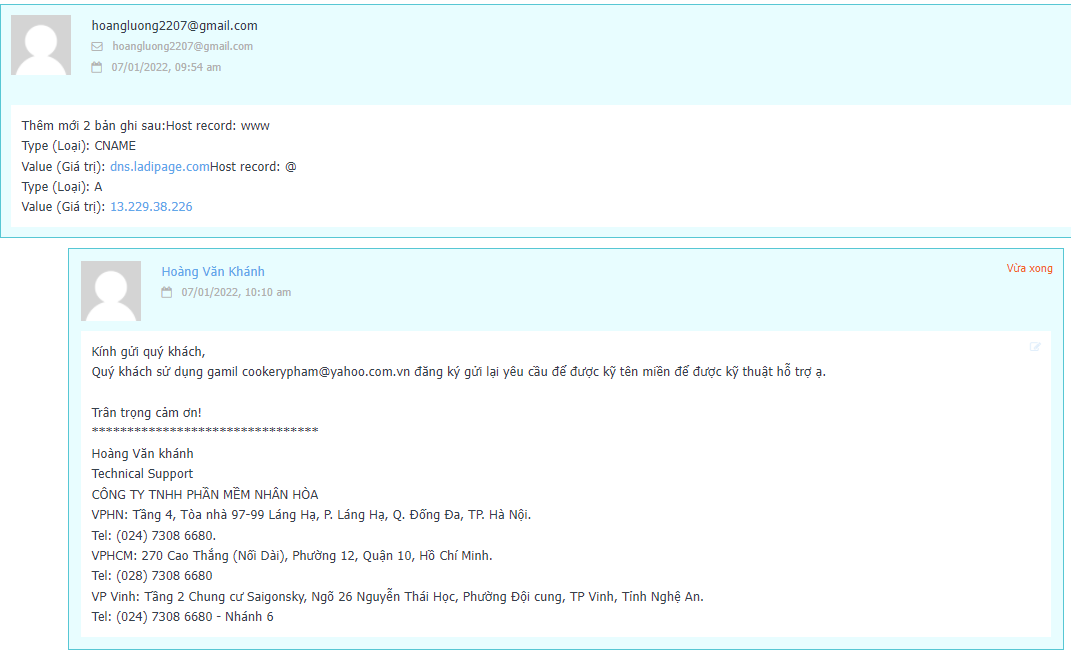 hoangluong2207@gmail.com
hoangluong2207@gmail.com
07/01/2022, 09:54 am
Thêm mới 2 bản ghi sau:Host record: www
Type (Loại): CNAME
Value (Giá trị): dns.ladipage.comHost record: @
Type (Loại): A
Value (Giá trị): 13.229.38.226
Hoàng Văn Khánh
Vừa xong
07/01/2022, 10:10 am
Kính gửi quý khách,
Quý khách sử dụng gamil cookerypham@yahoo.com.vn đăng ký gửi lại yêu cầu để được kỹ tên miền để được kỹ thuật hỗ trợ ạ.
Trân trọng cảm ơn!
********************************
Hoàng Văn khánh
Technical Support
CÔNG TY TNHH PHẦN MỀM NHÂN HÒA
VPHN: Tầng 4, Tòa nhà 97-99 Láng Hạ, P. Láng Hạ, Q. Đống Đa, TP. Hà Nội.
Tel: (024) 7308 6680.
VPHCM: 270 Cao Thắng (Nối Dài), Phường 12, Quận 10, Hồ Chí Minh.
Tel: (028) 7308 6680
VP Vinh: Tầng 2 Chung cư Saigonsky, Ngõ 26 Nguyễn Thái Học, Phường Đội cung, TP Vinh, Tỉnh Nghệ An.
Tel: (024) 7308 6680 - Nhánh 6